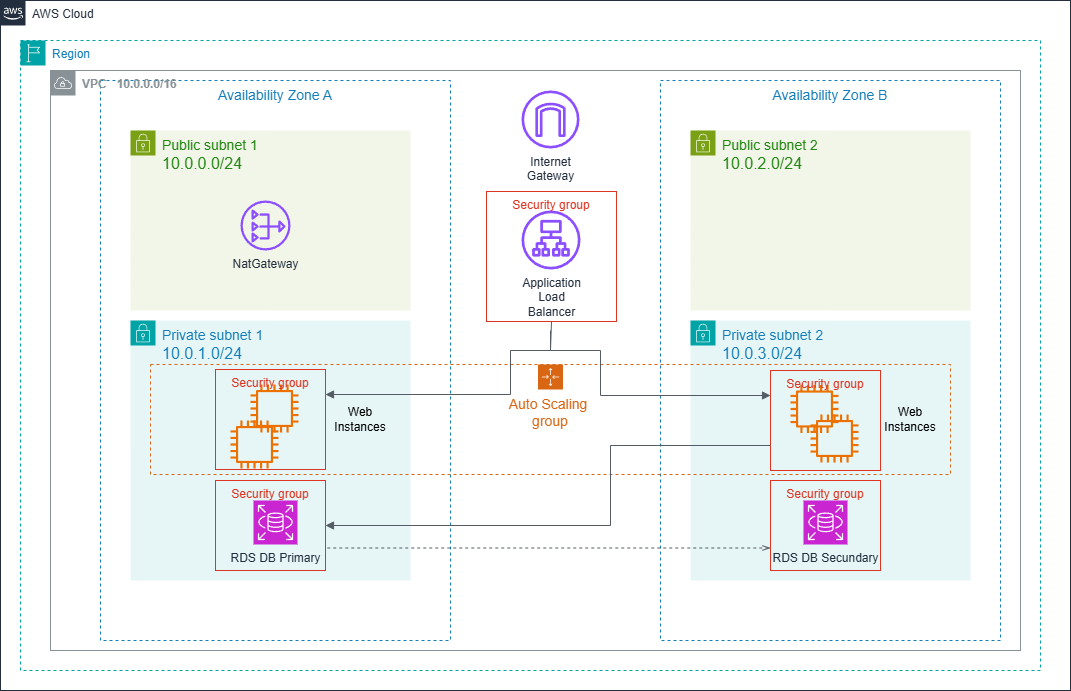 aws
AWS Cloud
Region
VPC 10.0.0.0/16
Availability Zone A
Availability Zone B
Public subnet 1
10.0.0.0/24
NatGateway
Internet
Gateway
Public subnet 2
10.0.2.0/24
Security group
Application
Load
Balancer
Private subnet 1
10.0.1.0/24
Private subnet 2
10.0.3.0/24
Security group
Web
Instances
Auto Scaling
group
Security group
Web
Instances
Security group
RDS DB Primary
Security group
RDS DB Secundary